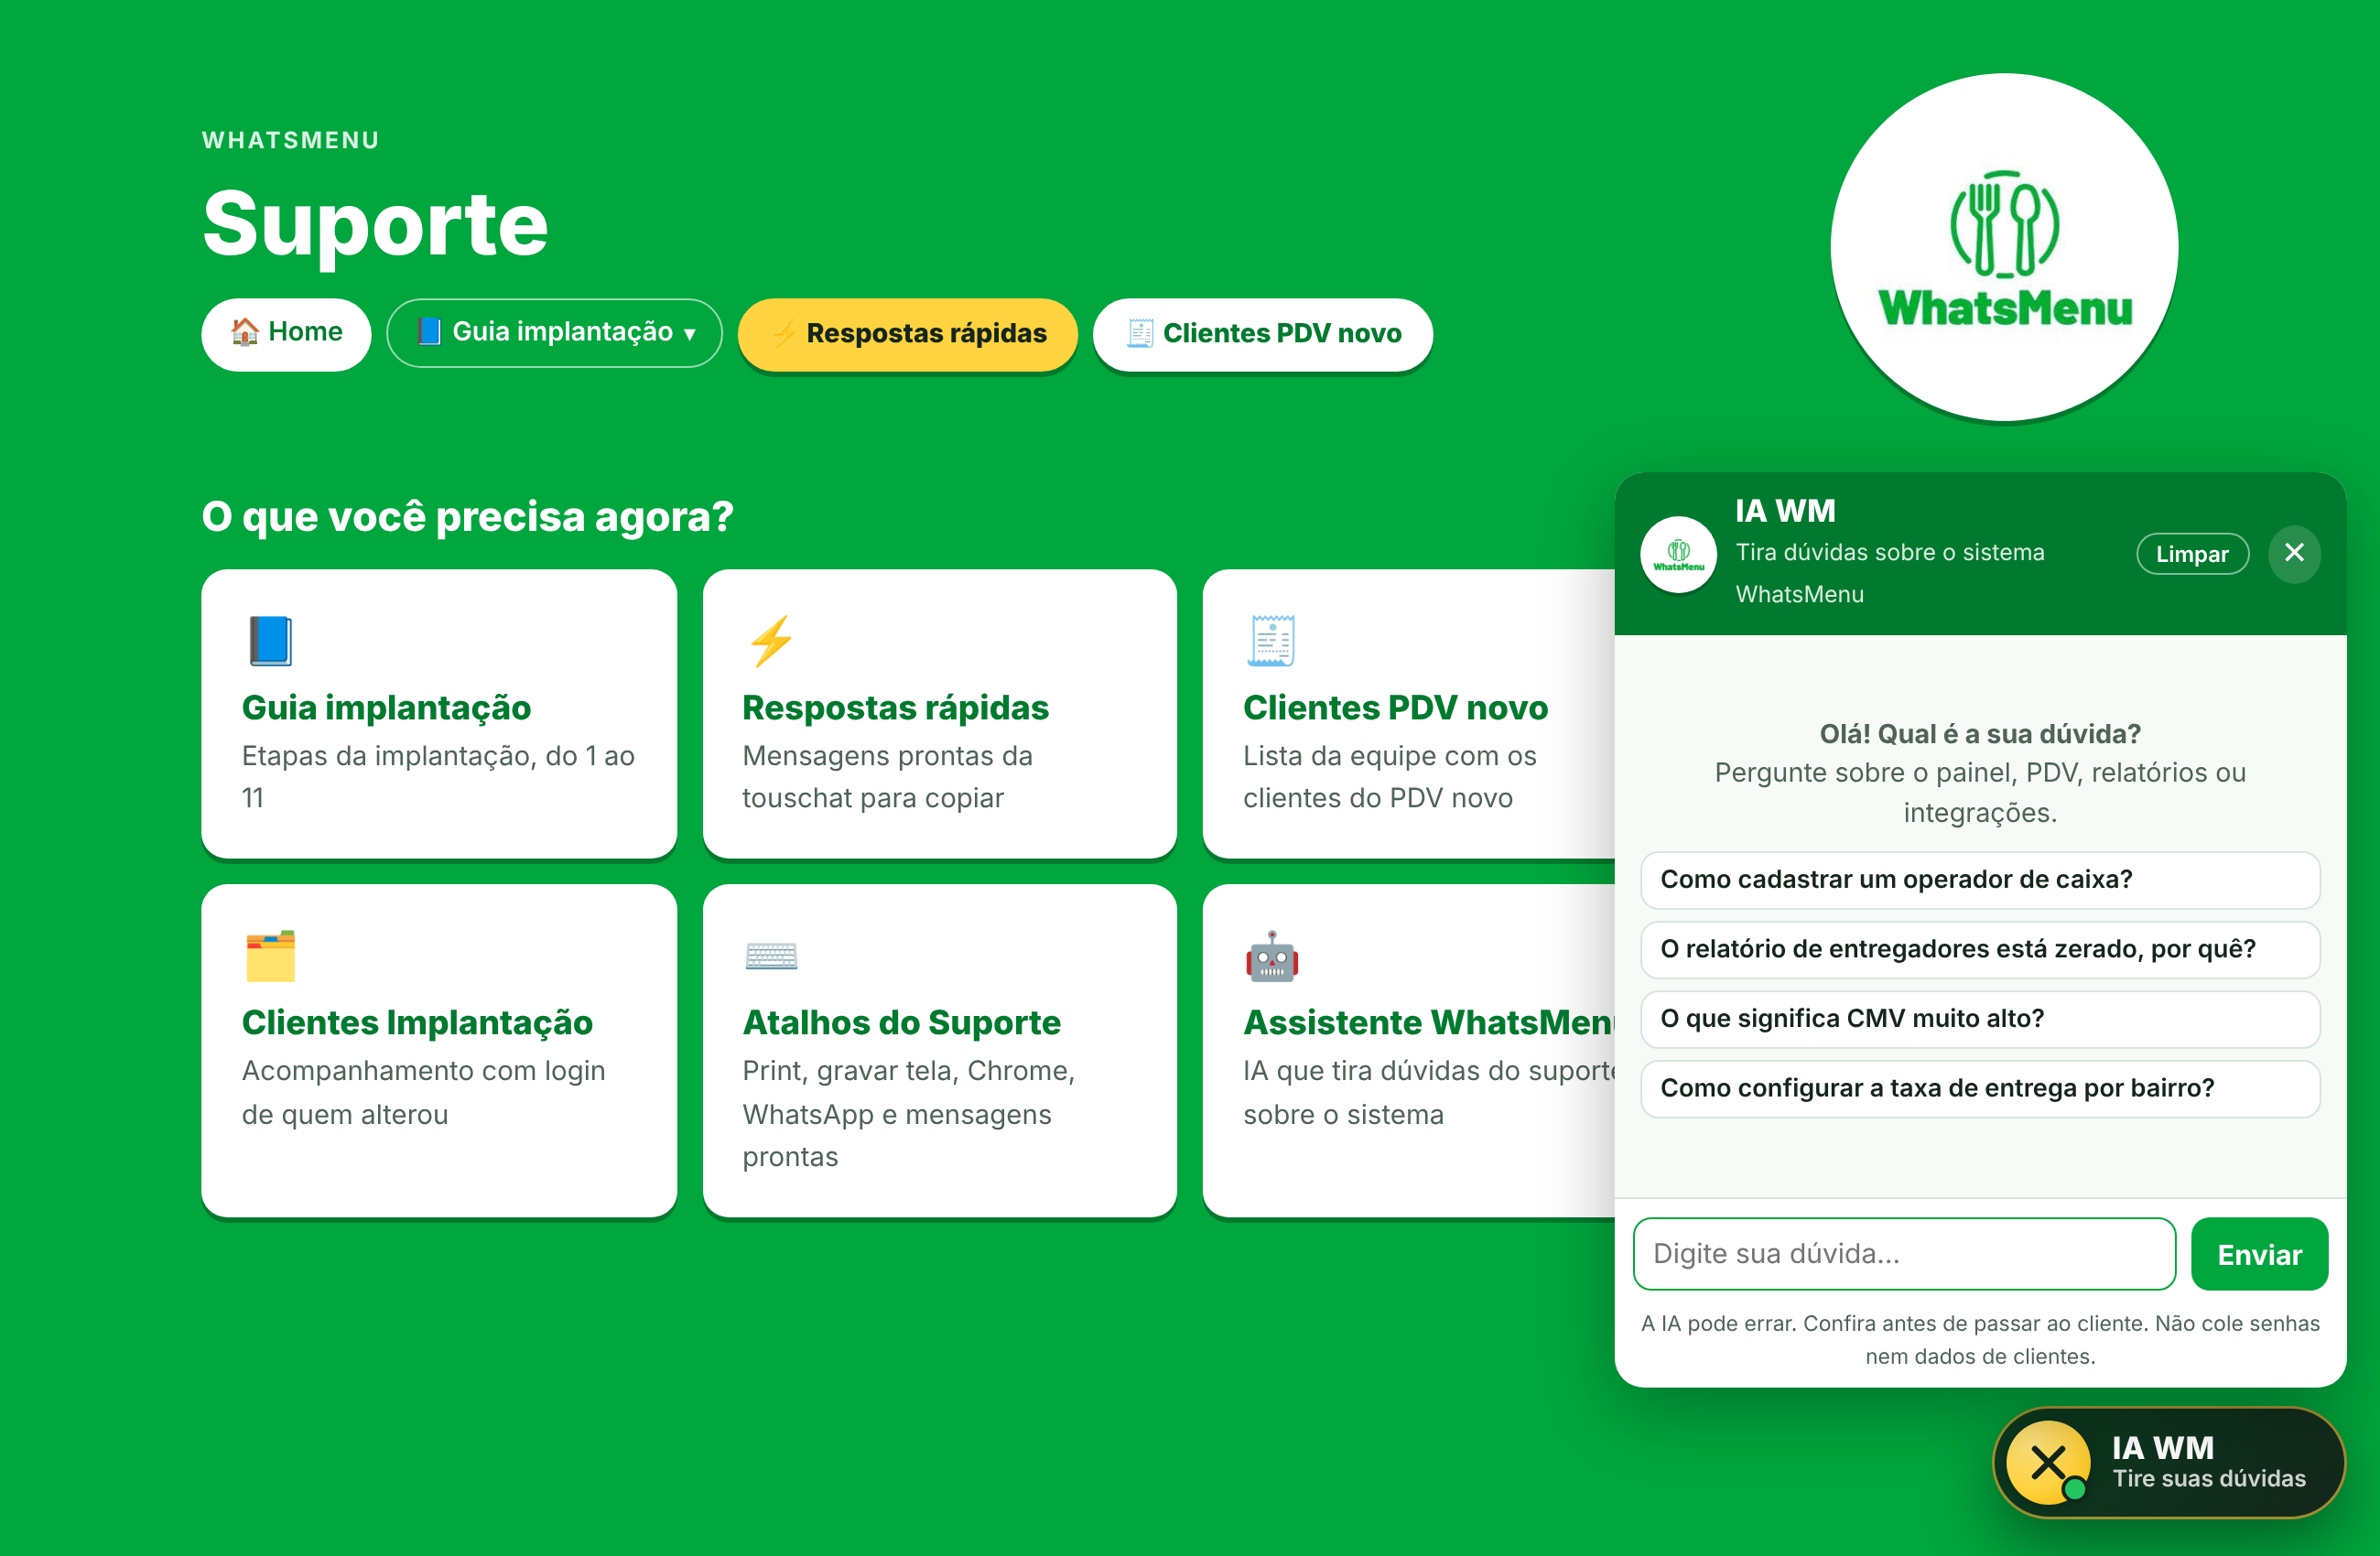 WHATSMENU
Suporte
Home
Guia implantação ▾
Respostas rápidas
Clientes PDV novo
WhatsMenu
O que você precisa agora?
Guia implantação
Etapas da implantação, do 1 ao
11
Respostas rápidas
Mensagens prontas da
touschat para copiar
Clientes PDV novo
Lista da equipe com os
clientes do PDV novo
Clientes Implantação
Acompanhamento com login
de quem alterou
Atalhos do Suporte
Print, gravar tela, Chrome,
WhatsApp e mensagens
prontas
Assistente WhatsMenu
IA que tira dúvidas do suporte
sobre o sistema
WhatsMenu
IA WM
Tira dúvidas sobre o sistema
WhatsMenu
Limpar
Olá! Qual é a sua dúvida?
Pergunte sobre o painel, PDV, relatórios ou
integrações.
Como cadastrar um operador de caixa?
O relatório de entregadores está zerado, por quê?
O que significa CMV muito alto?
Como configurar a taxa de entrega por bairro?
Digite sua dúvida...
Enviar
A IA pode errar. Confira antes de passar ao cliente. Não cole senhas
nem dados de clientes.
IA WM
Tire suas dúvidas